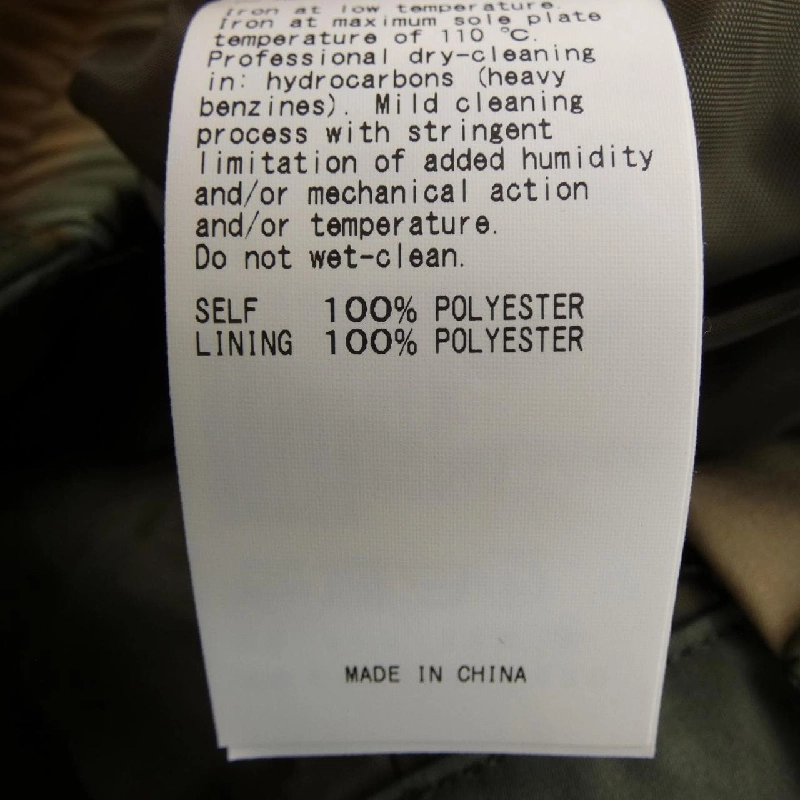 Iron at low temperature.
Iron at maximum sole plate
temperature of 110 °C.
Professional dry-cleaning
in: hydrocarbons (heavy
benzines). Mild cleaning
process with stringent
limitation of added humidity
and/or mechanical action
and/or temperature.
Do not wet-clean.
SELF 100% POLYESTER
LINING 100% POLYESTER
MADE IN CHINA